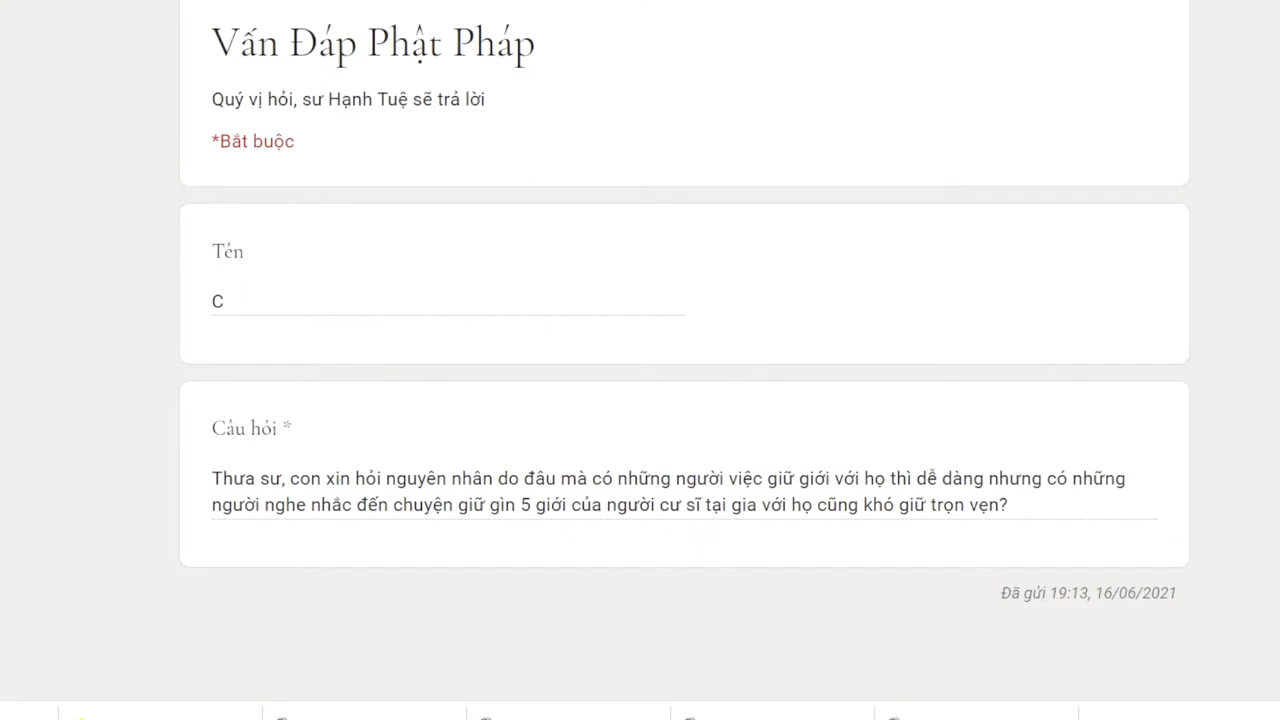 Vấn Đáp Phật Pháp
Quý vị hỏi, sư Hạnh Tuệ sẽ trả lời
*Bắt buộc
Tên
C
Câu hỏi *
Thưa sư, con xin hỏi nguyên nhân do đâu mà có những người việc giữ giới với họ thì dễ dàng nhưng có những
người nghe nhắc đến chuyện giữ gìn 5 giới của người cư sĩ tại gia với họ cũng khó giữ trọn vẹn?
Đã gửi 19:13, 16/06/2021